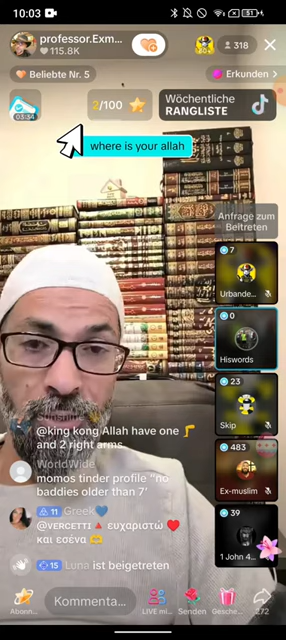 10:03
51
professor.Exm...
115.8K
318
Beliebte Nr. 5
Erkunden
03:34
2/100
Wöchentliche
RANGLISTE
where is your allah
Anfrage zum
Beitreten
7
Urbande...
0
Hiswords
23
Skip
483
Ex-muslim
39
1 John 4...
@king kong Allah have one
and 2 right arms
WorldWide
momos tinder profile "no
baddies older than 7'
11 Greek
@VERCETTI ευχαριστώ
και εσένα
15 Luna ist beigetreten
Abonn...
Kommenta...
LIVE mi...
Senden
Gesche...
272